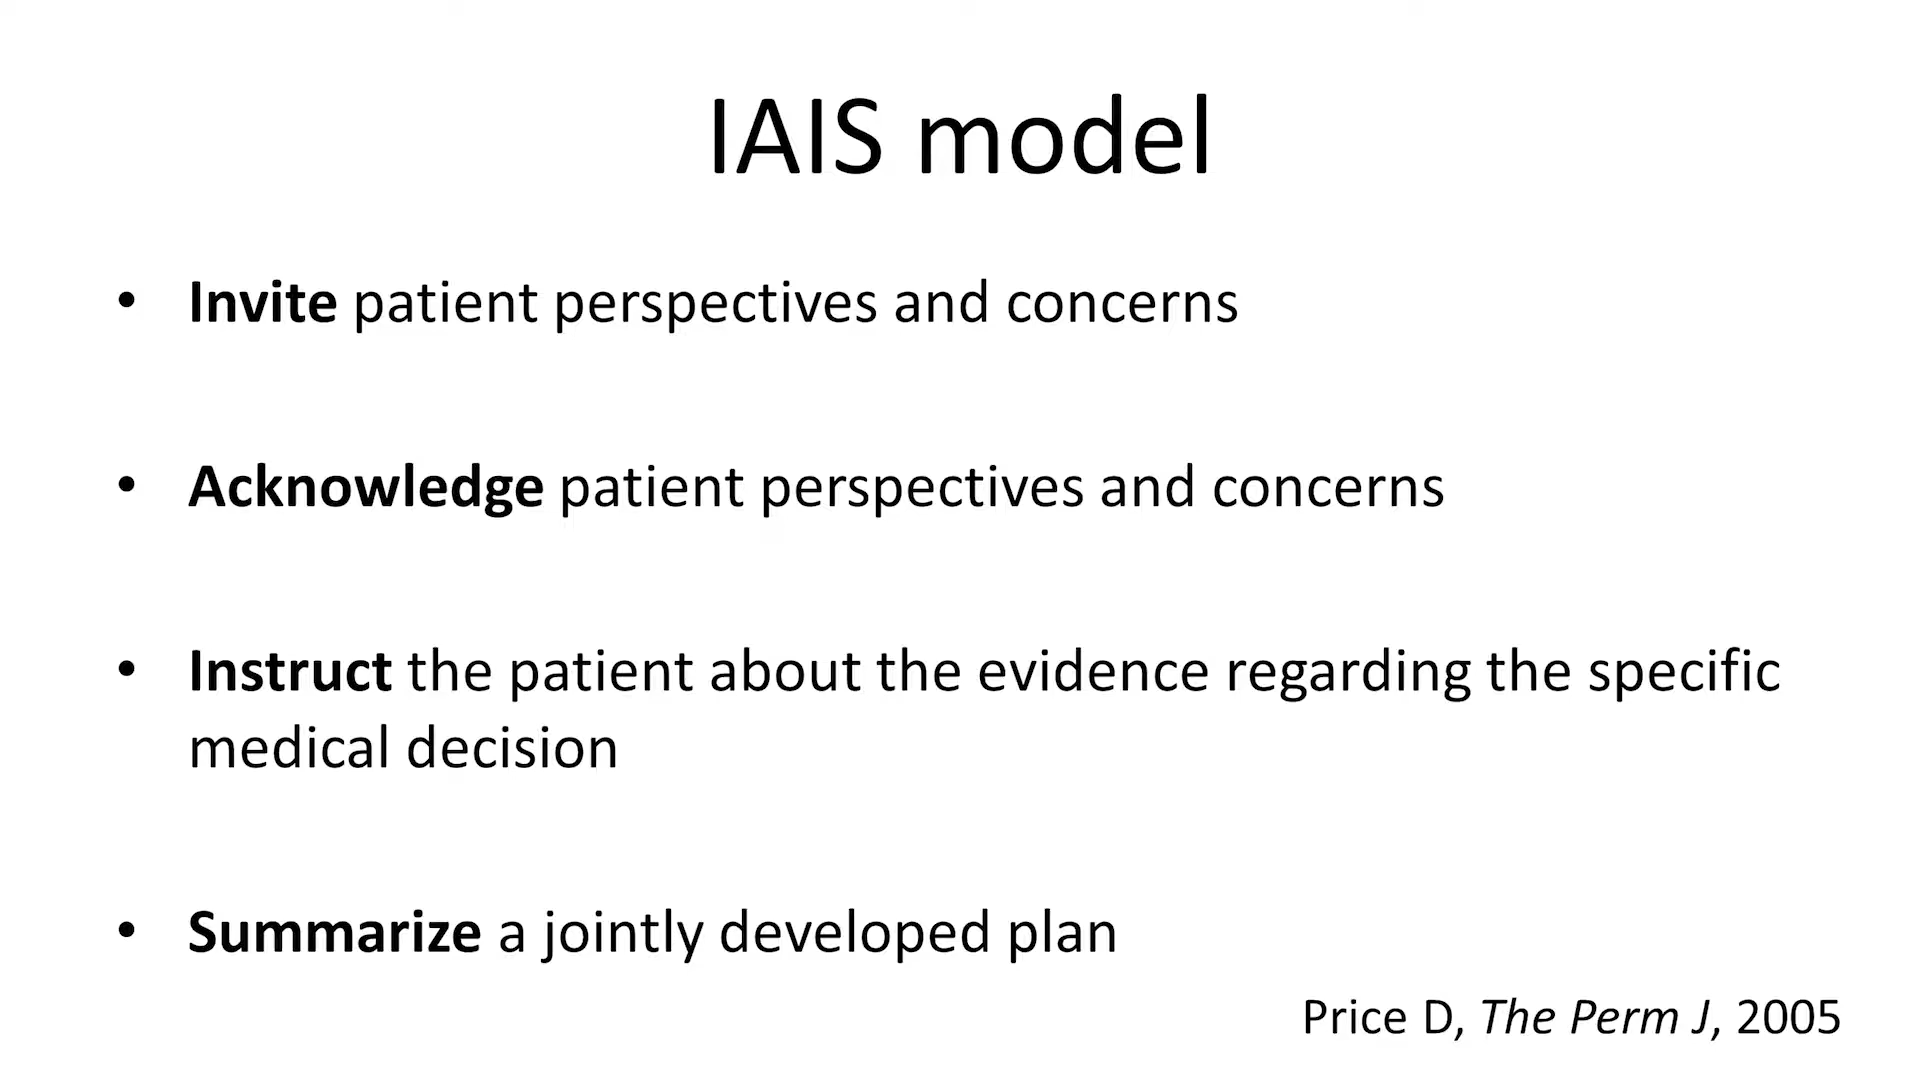 IAIS model
• Invite patient perspectives and concerns
• Acknowledge patient perspectives and concerns
• Instruct the patient about the evidence regarding the specific
medical decision
• Summarize a jointly developed plan
Price D, The Perm J, 2005